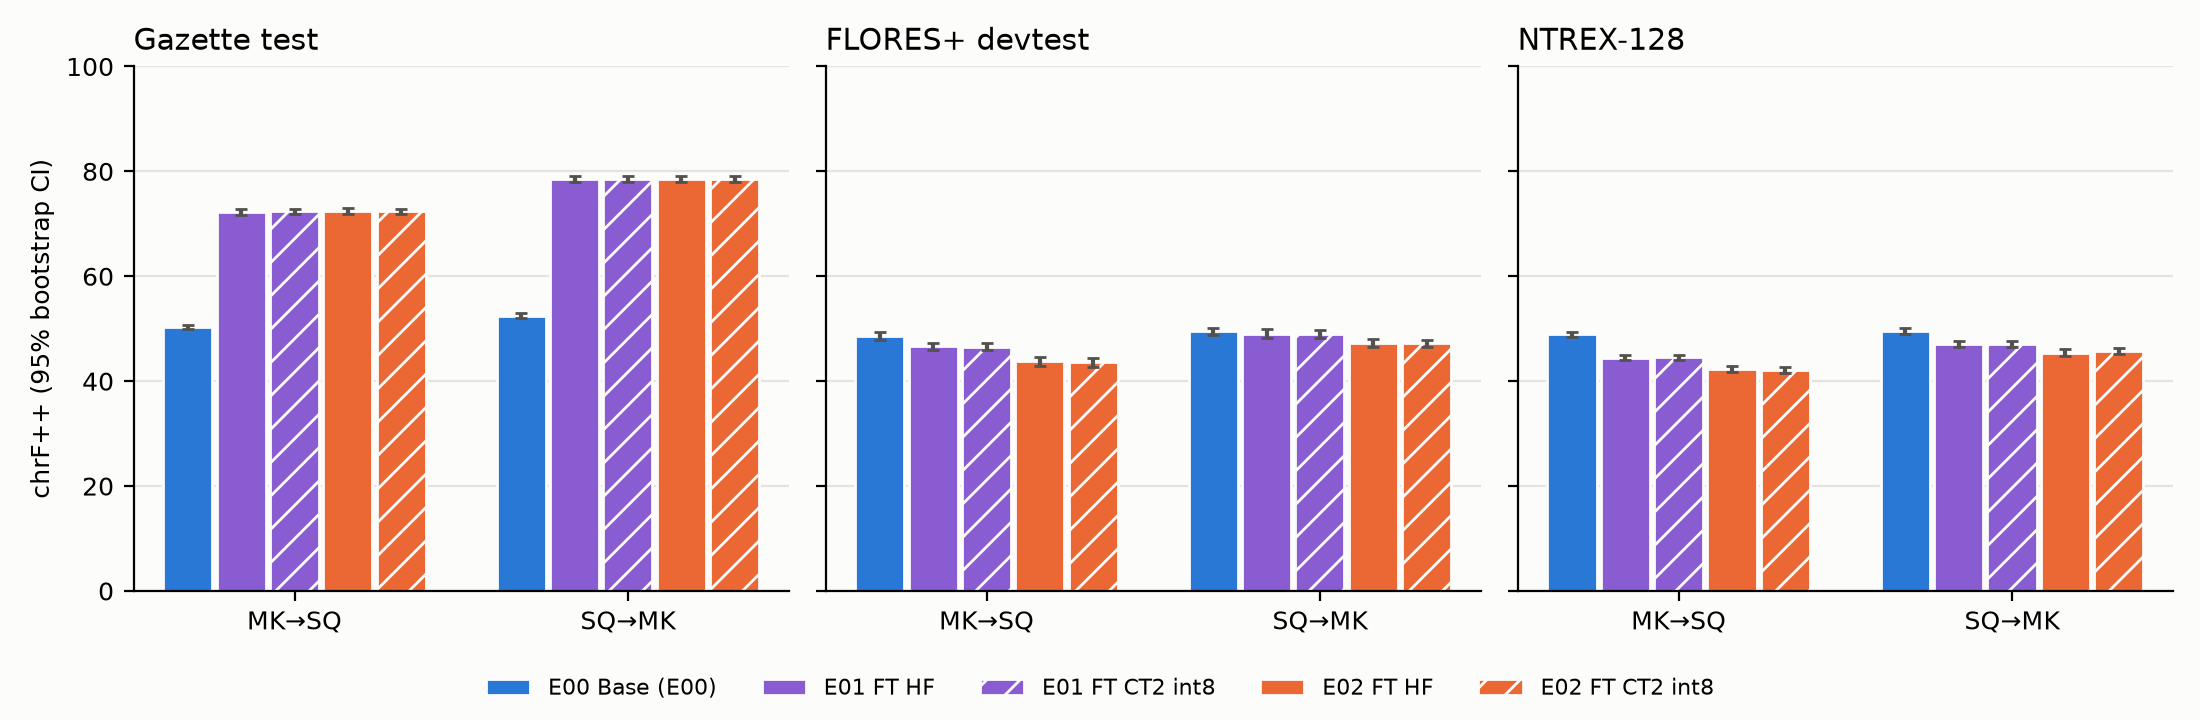 Gazette test
FLORES+ devtest
NTREX-128
chrF++ (95% bootstrap CI)
100
80
60
40
20
0
MK→SQ
SQ→MK
MK→SQ
SQ→MK
MK→SQ
SQ→MK
E00 Base (E00)
E01 FT HF
E01 FT CT2 int8
E02 FT HF
E02 FT CT2 int8